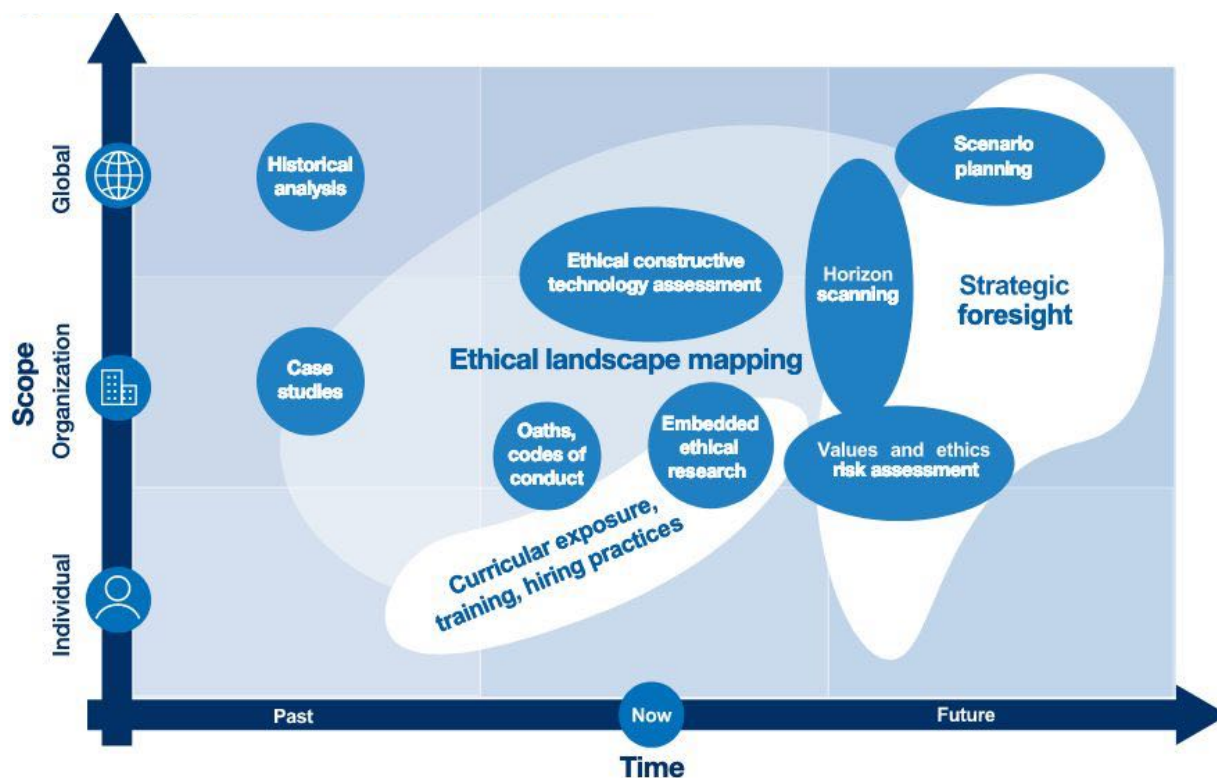 Scope
Global
Organization
Individual
Historical
analysis
Scenario
planning
Ethical constructive
technology assessment
Horizon
scanning
Strategic
foresight
Ethical landscape mapping
Case
studies
Oaths,
codes of
conduct
Embedded
ethical
research
Values and ethics
risk assessment
Curricular exposure,
training, hiring practices
Past
Now
Future
Time